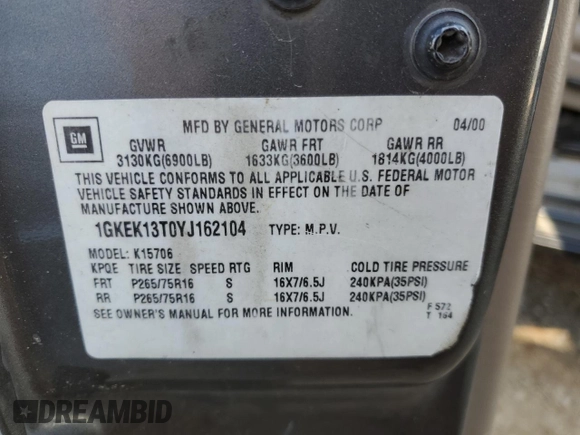 GM
MFD BY GENERAL MOTORS CORP 04/00
GVWR GAWR FRT GAWR RR
3130KG(6900LB) 1633KG(3600LB) 1814KG(4000LB)
THIS VEHICLE CONFORMS TO ALL APPLICABLE U.S. FEDERAL MOTOR
VEHICLE SAFETY STANDARDS IN EFFECT ON THE DATE OF
MANUFACTURE SHOWN ABOVE.
1GKEK13T0YJ162104 TYPE: M.P.V.
MODEL: K15706
KPQE TIRE SIZE SPEED RTG RIM COLD TIRE PRESSURE
FRT P265/75R16 S 16X7/6.5J 240KPA(35PSI)
RR P265/75R16 S 16X7/6.5J 240KPA(35PSI)
SEE OWNER'S MANUAL FOR MORE INFORMATION.
F 572
T 164
DREAMBID